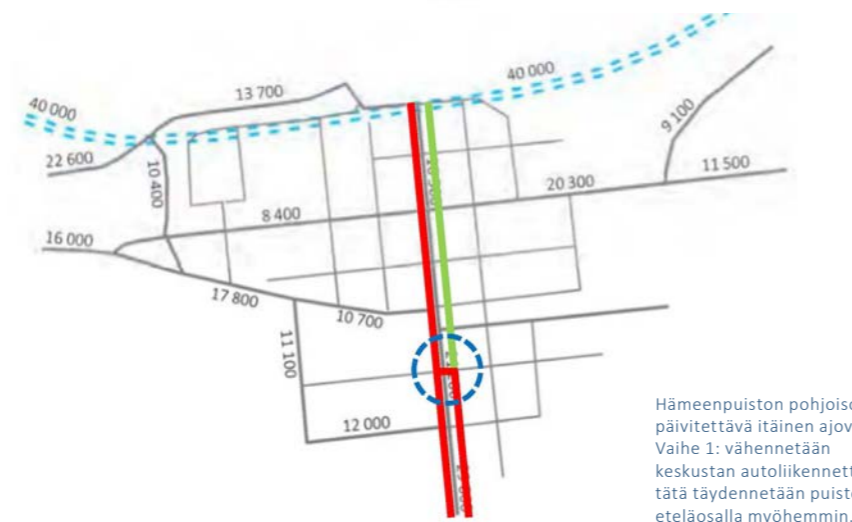 40 000
13 700
40 000
9 100
22 600
10 400
11 500
20 300
8 400
16 000
17 800
10 700
11 100
12 000
Hämeenpuiston pohjoiso
päivitettävä itäinen ajov
Vaihe 1: vähennetään
keskustan autoliikennett
tätä täydennetään puist
eteläosalla myöhemmin.